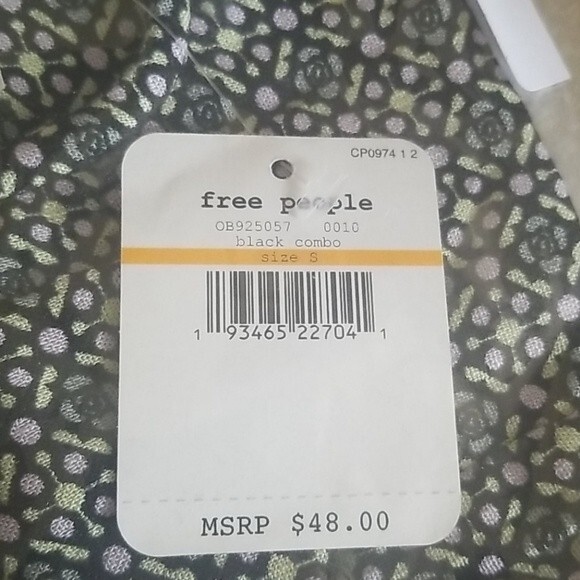 CP0974 1 2
free people
OB925057 0010
black combo
size S
1 93465 22704 1
MSRP $48.00